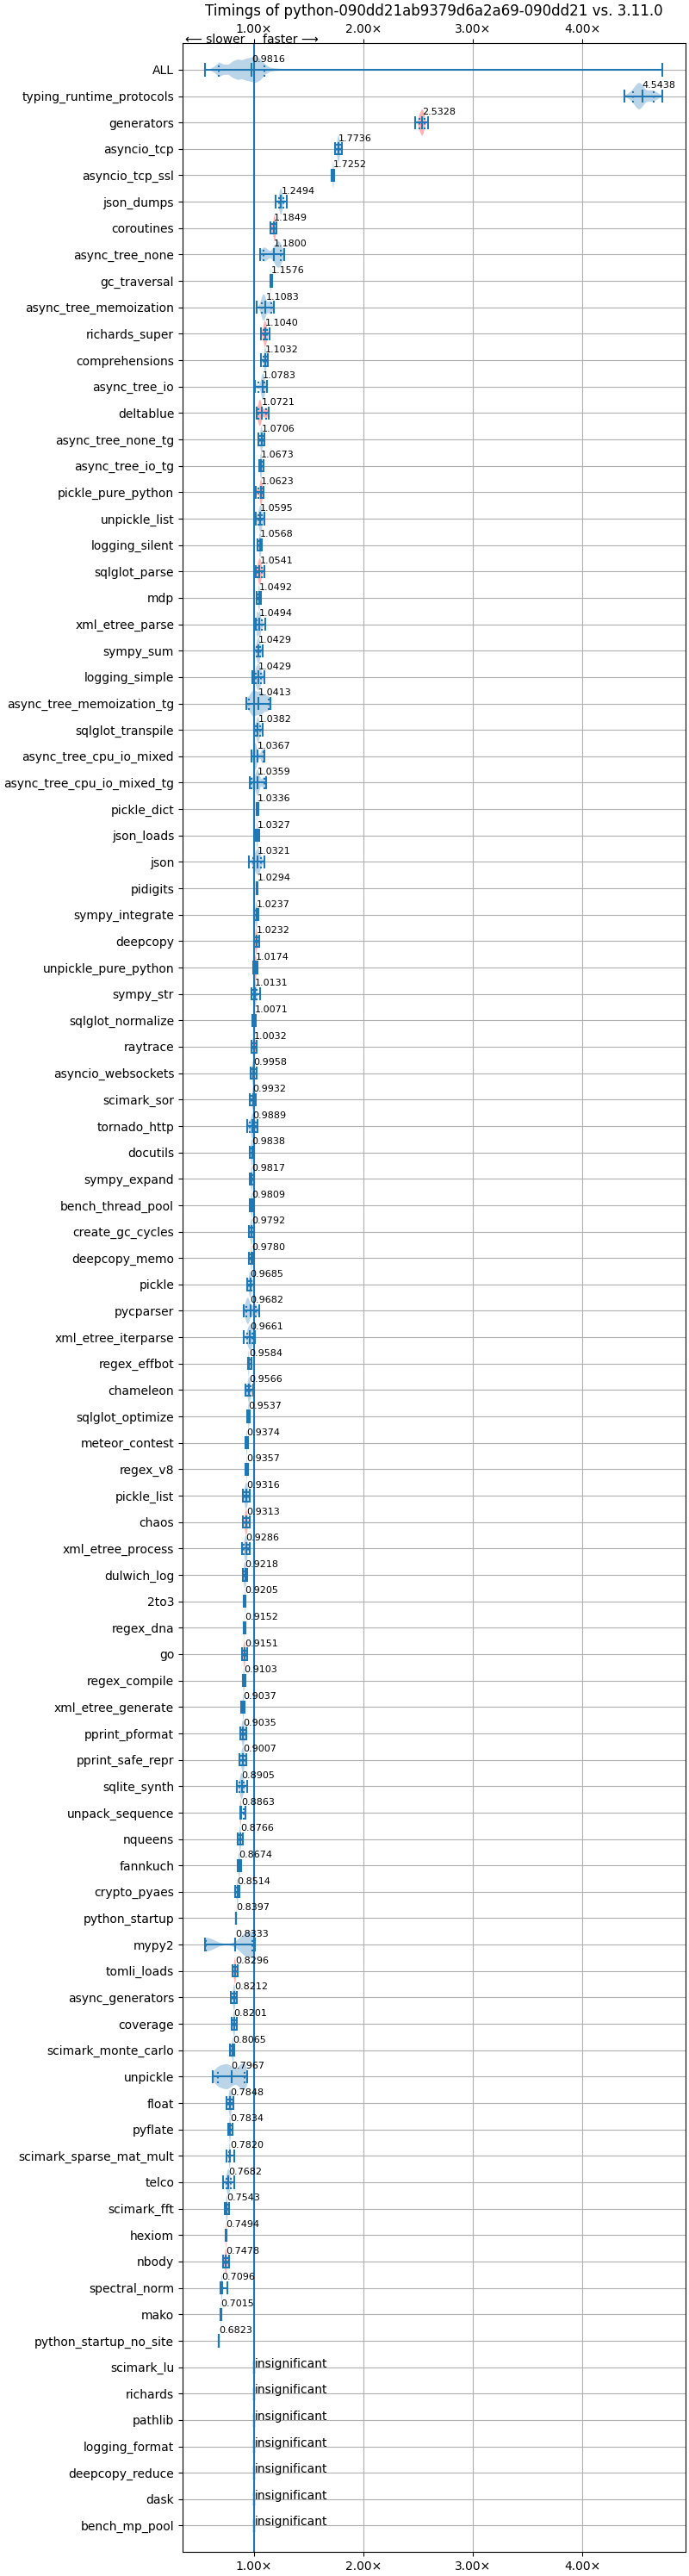 Timings of python-090dd21ab9379d6a2a69-090dd21 vs. 3.11.0
1.00× 2.00× 3.00× 4.00×
⟵ slower faster ⟶
ALL 0.9816
typing_runtime_protocols 4.5438
generators 2.5328
asyncio_tcp 1.7736
asyncio_tcp_ssl 1.7252
json_dumps 1.2494
coroutines 1.1849
async_tree_none 1.1800
gc_traversal 1.1576
async_tree_memoization 1.1083
richards_super 1.1040
comprehensions 1.1032
async_tree_io 1.0783
deltablue 1.0721
async_tree_none_tg 1.0706
async_tree_io_tg 1.0673
pickle_pure_python 1.0623
unpickle_list 1.0595
logging_silent 1.0568
sqlglot_parse 1.0541
mdp 1.0492
xml_etree_parse 1.0494
sympy_sum 1.0429
logging_simple 1.0429
async_tree_memoization_tg 1.0413
sqlglot_transpile 1.0382
async_tree_cpu_io_mixed 1.0367
async_tree_cpu_io_mixed_tg 1.0359
pickle_dict 1.0336
json_loads 1.0327
json 1.0321
pidigits 1.0294
sympy_integrate 1.0237
deepcopy 1.0232
unpickle_pure_python 1.0174
sympy_str 1.0131
sqlglot_normalize 1.0071
raytrace 1.0032
asyncio_websockets 0.9958
scimark_sor 0.9932
tornado_http 0.9889
docutils 0.9838
sympy_expand 0.9817
bench_thread_pool 0.9809
create_gc_cycles 0.9792
deepcopy_memo 0.9780
pickle 0.9685
pycparser 0.9682
xml_etree_iterparse 0.9661
regex_effbot 0.9584
chameleon 0.9566
sqlglot_optimize 0.9537
meteor_contest 0.9374
regex_v8 0.9357
pickle_list 0.9316
chaos 0.9313
xml_etree_process 0.9286
dulwich_log 0.9218
2to3 0.9205
regex_dna 0.9152
go 0.9151
regex_compile 0.9103
xml_etree_generate 0.9037
pprint_pformat 0.9035
pprint_safe_repr 0.9007
sqlite_synth 0.8905
unpack_sequence 0.8863
nqueens 0.8766
fannkuch 0.8674
crypto_pyaes 0.8514
python_startup 0.8397
mypy2 0.8333
tomli_loads 0.8296
async_generators 0.8212
coverage 0.8201
scimark_monte_carlo 0.8065
unpickle 0.7967
float 0.7848
pyflate 0.7834
scimark_sparse_mat_mult 0.7820
telco 0.7682
scimark_fft 0.7543
hexiom 0.7494
nbody 0.7478
spectral_norm 0.7096
mako 0.7015
python_startup_no_site 0.6823
scimark_lu insignificant
richards insignificant
pathlib insignificant
logging_format insignificant
deepcopy_reduce insignificant
dask insignificant
bench_mp_pool insignificant
1.00× 2.00× 3.00× 4.00×